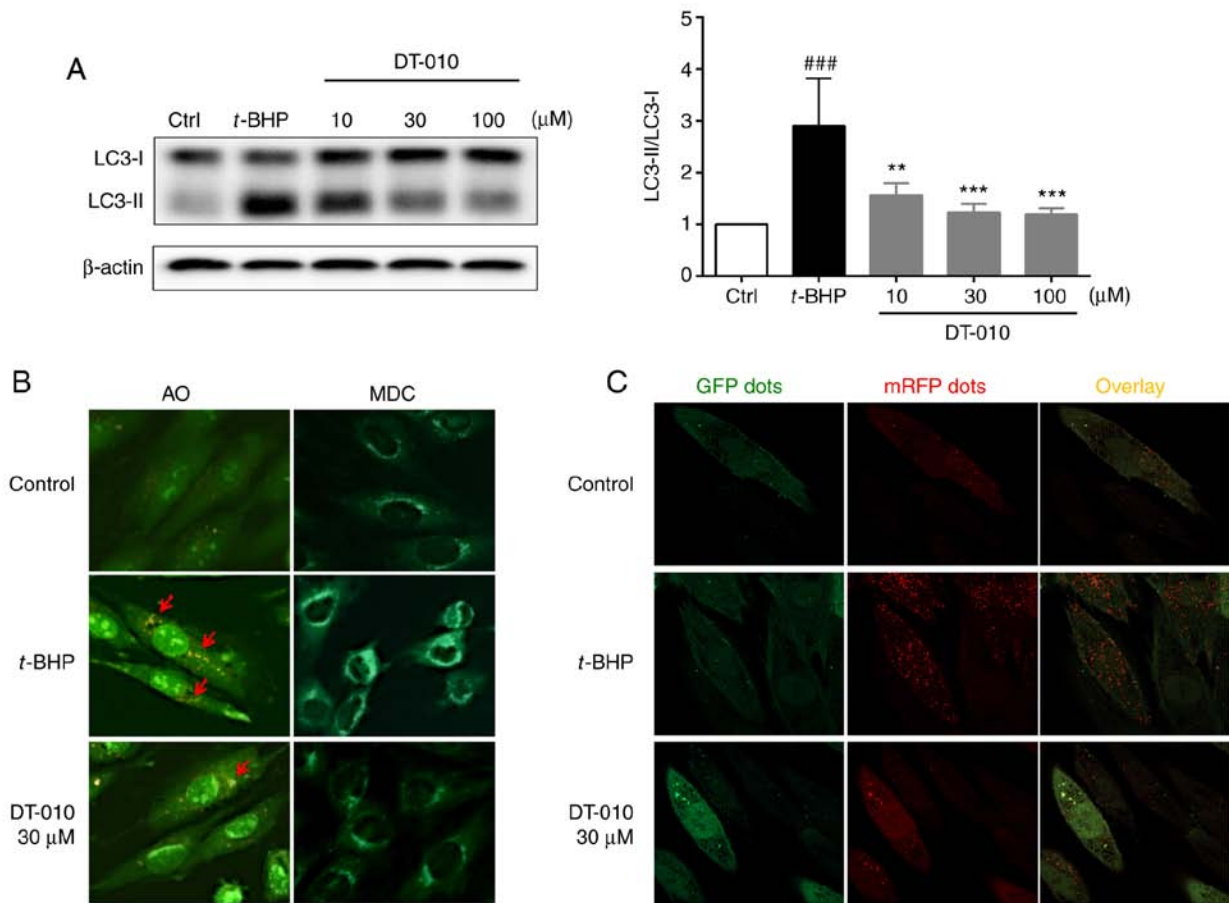 A
DT-010
Ctrl t-BHP 10 30 100 (μM)
LC3-I
LC3-II
β-actin
LC3-II/LC3-I
5
4
3
2
1
0
###
** *** ***
Ctrl t-BHP 10 30 100 (μM)
DT-010
B
AO MDC
Control
t-BHP
DT-010
30 μM
C
GFP dots mRFP dots Overlay
Control
t-BHP
DT-010
30 μM